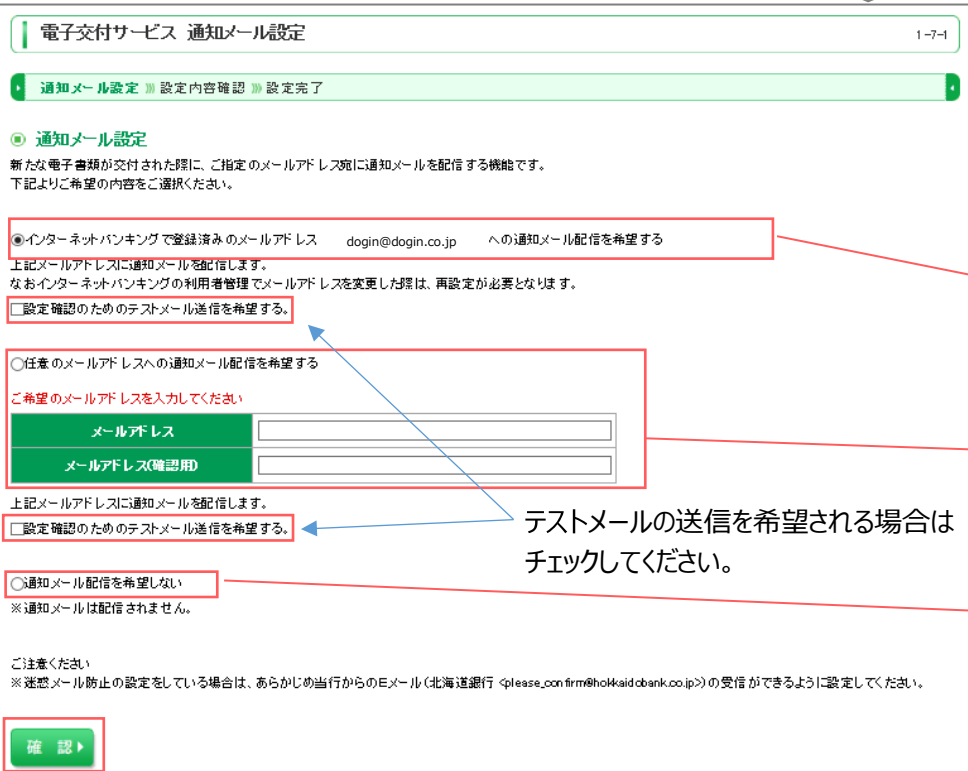 電子交付サービス 通知メール設定 1-7-1
通知メール設定 ⟫ 設定内容確認 ⟫ 設定完了
通知メール設定
新たな電子書類が交付された際に、ご指定のメールアドレス宛に通知メールを配信する機能です。
下記よりご希望の内容をご選択ください。
インターネットバンキングで登録済みのメールアドレス dogin@dogin.co.jp への通知メール配信を希望する
上記メールアドレスに通知メールを配信します。
なおインターネットバンキングの利用者管理でメールアドレスを変更した際は、再設定が必要となります。
設定確認のためのテストメール送信を希望する。
任意のメールアドレスへの通知メール配信を希望する
ご希望のメールアドレスを入力してください
メールアドレス
メールアドレス(確認用)
上記メールアドレスに通知メールを配信します。
設定確認のためのテストメール送信を希望する。
テストメールの送信を希望される場合は
チェックしてください。
通知メール配信を希望しない
※通知メールは配信されません。
ご注意ください
※迷惑メール防止の設定をしている場合は、あらかじめ当行からのEメール(北海道銀行 <please_confirm@hokkaidobank.co.jp>)の受信ができるように設定してください。
確 認